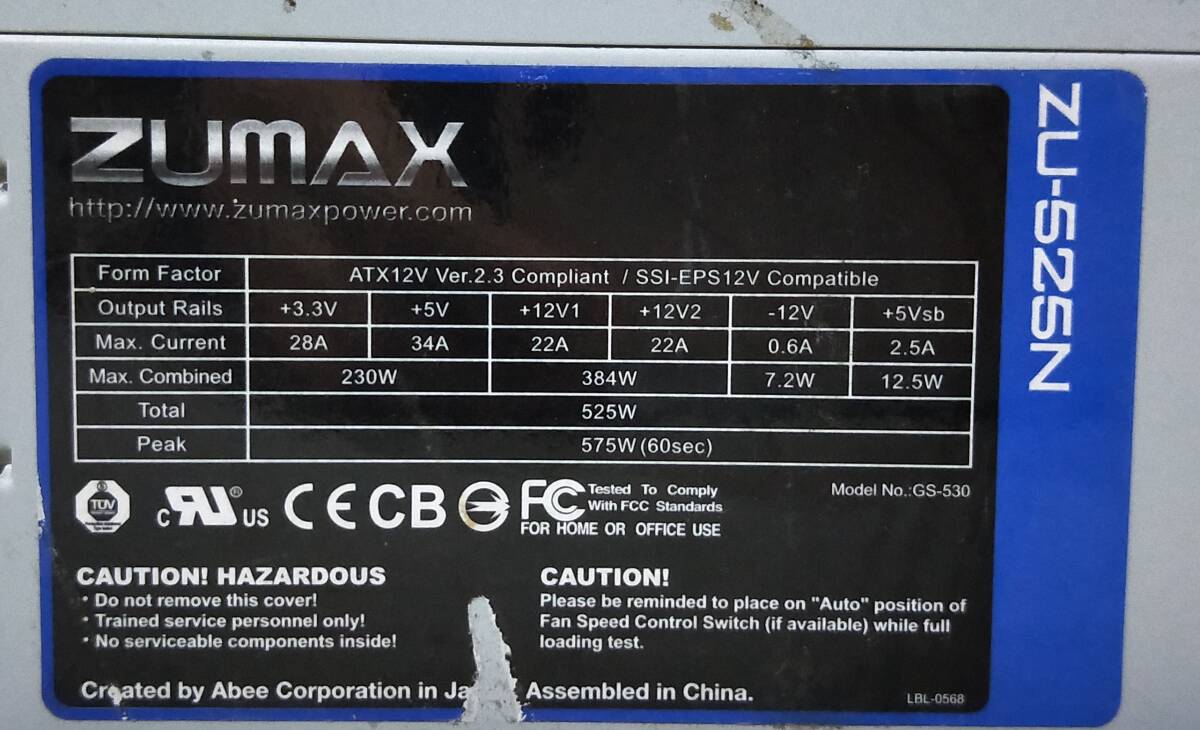 ZUMAX
http://www.zumaxpower.com
ZU-525N
Form Factor ATX12V Ver.2.3 Compliant / SSI-EPS12V Compatible
Output Rails +3.3V +5V +12V1 +12V2 -12V +5Vsb
Max. Current 28A 34A 22A 22A 0.6A 2.5A
Max. Combined 230W 384W 7.2W 12.5W
Total 525W
Peak 575W (60sec)
TÜV
c RU ® US CE CB FC Tested To Comply
With FCC Standards
FOR HOME OR OFFICE USE
Model No.:GS-530
CAUTION! HAZARDOUS
· Do not remove this cover!
· Trained service personnel only!
· No serviceable components inside!
CAUTION!
Please be reminded to place on "Auto" position of
Fan Speed Control Switch (if available) while full
loading test.
Created by Abee Corporation in Assembled in China.
LBL-0568